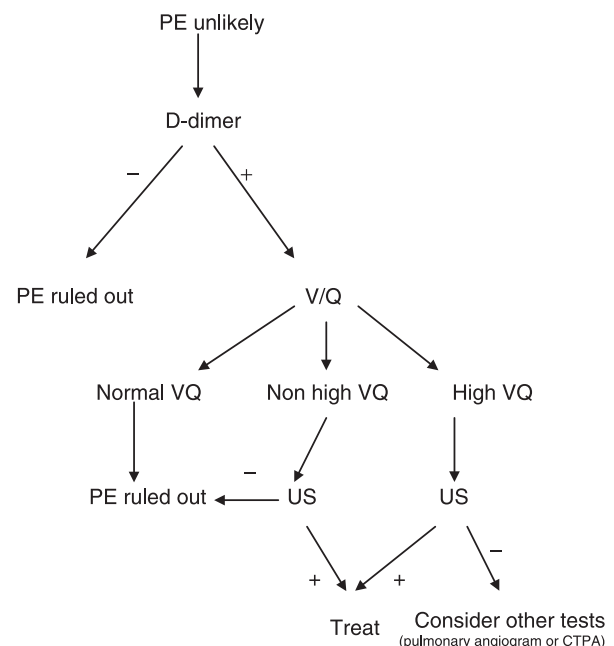 PE unlikely
D-dimer
− +
PE ruled out V/Q
Normal VQ Non high VQ High VQ
−
PE ruled out US US
−
+ +
Treat Consider other tests
(pulmonary angiogram or CTPA)